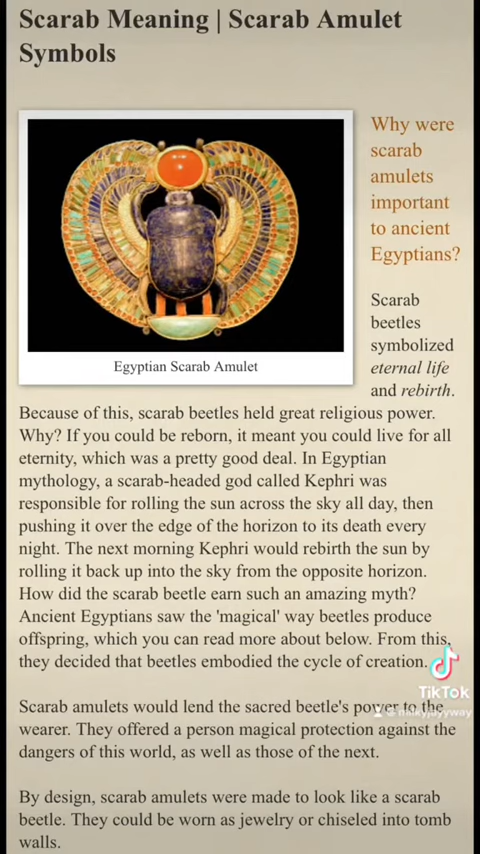 Scarab Meaning | Scarab Amulet
Symbols
Egyptian Scarab Amulet
Why were
scarab
amulets
important
to ancient
Egyptians?
Scarab
beetles
symbolized
eternal life
and rebirth.
Because of this, scarab beetles held great religious power.
Why? If you could be reborn, it meant you could live for all
eternity, which was a pretty good deal. In Egyptian
mythology, a scarab-headed god called Kephri was
responsible for rolling the sun across the sky all day, then
pushing it over the edge of the horizon to its death every
night. The next morning Kephri would rebirth the sun by
rolling it back up into the sky from the opposite horizon.
How did the scarab beetle earn such an amazing myth?
Ancient Egyptians saw the 'magical' way beetles produce
offspring, which you can read more about below. From this,
they decided that beetles embodied the cycle of creation.
TikTok
Scarab amulets would lend the sacred beetle's power to the
wearer. They offered a person magical protection against the
dangers of this world, as well as those of the next.
By design, scarab amulets were made to look like a scarab
beetle. They could be worn as jewelry or chiseled into tomb
walls.